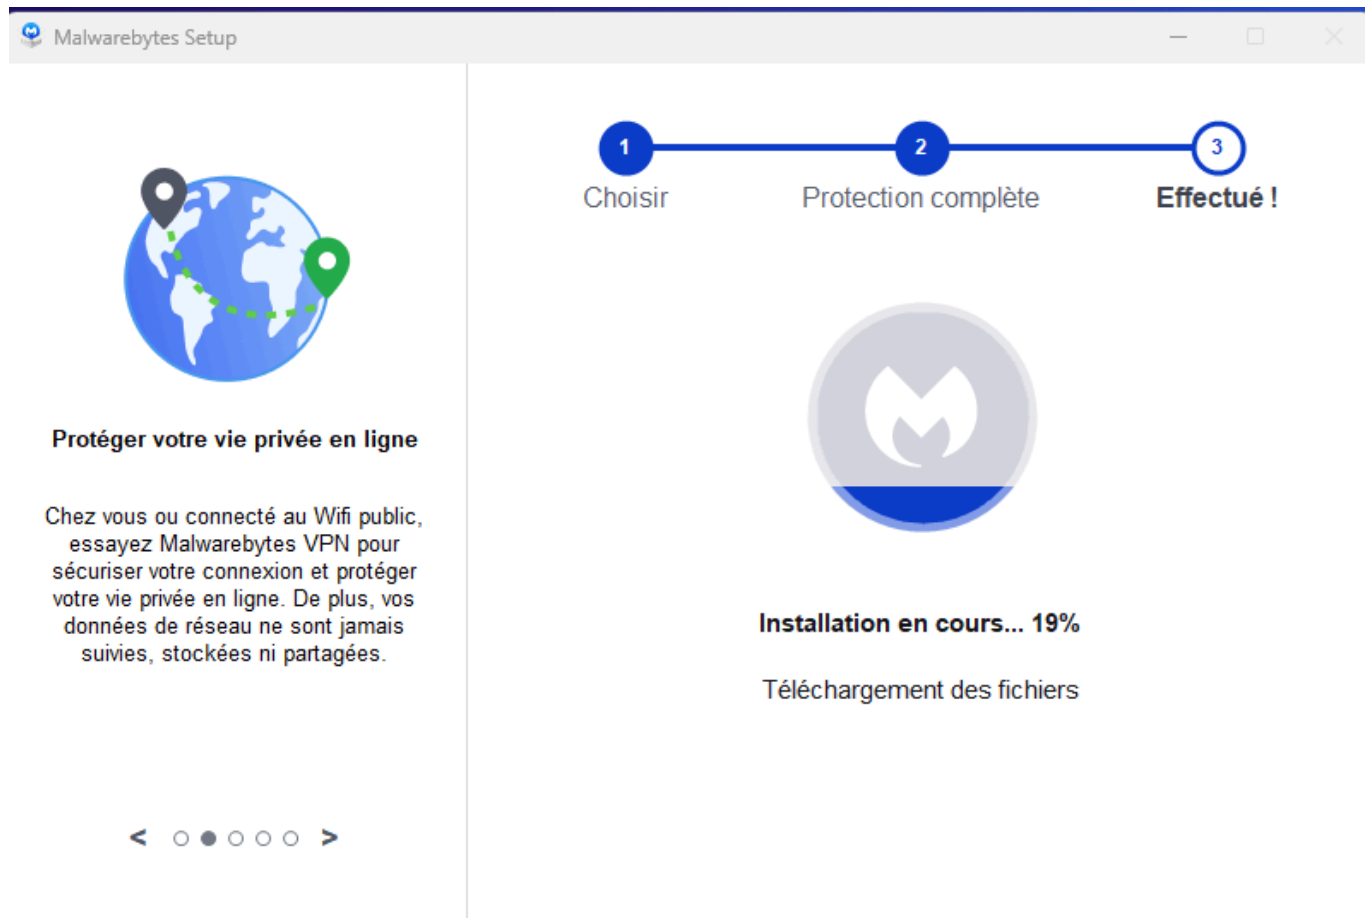 Malwarebytes Setup
1
2
3
Choisir
Protection complète
Effectué !
Protéger votre vie privée en ligne
Chez vous ou connecté au Wifi public,
essayez Malwarebytes VPN pour
sécuriser votre connexion et protéger
votre vie privée en ligne. De plus, vos
données de réseau ne sont jamais
suivies, stockées ni partagées.
Installation en cours... 19%
Téléchargement des fichiers